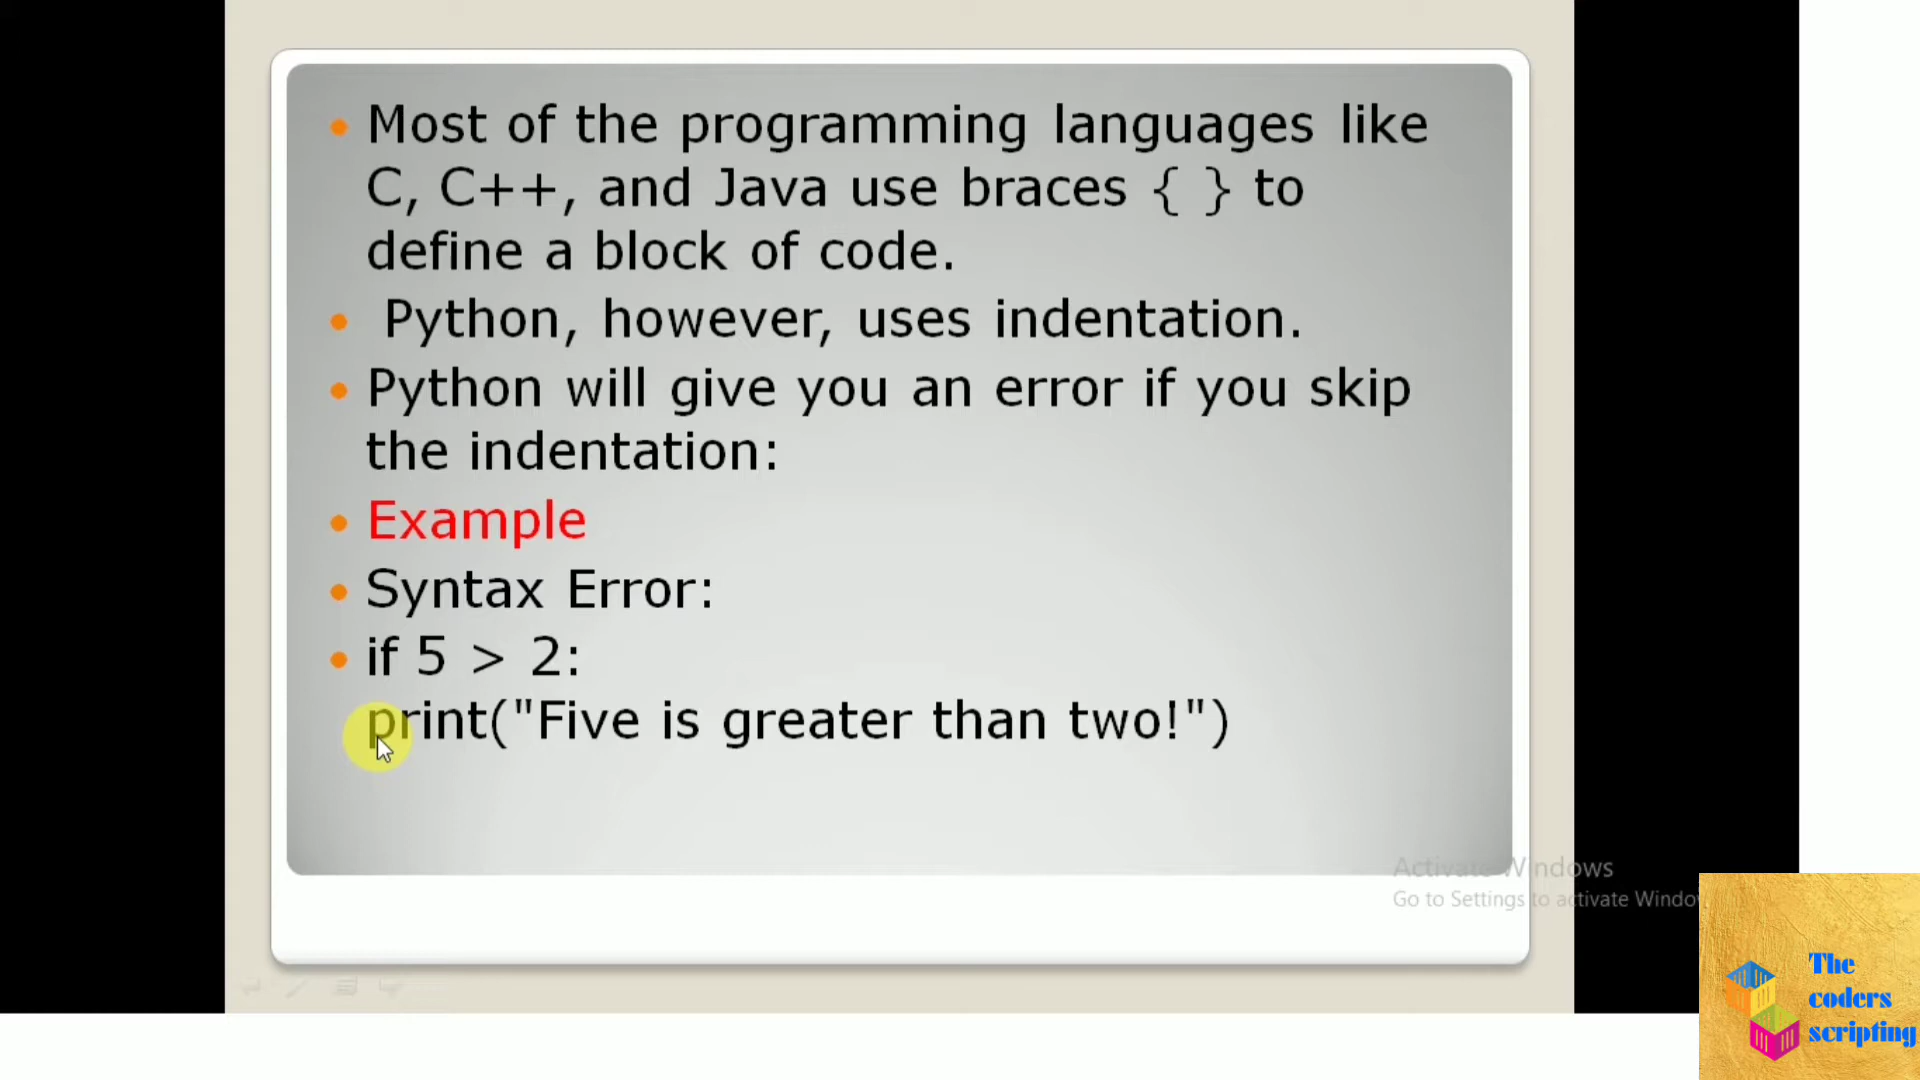 Most of the programming languages like
C, C++, and Java use braces { } to
define a block of code.
Python, however, uses indentation.
Python will give you an error if you skip
the indentation:
Example
Syntax Error:
if 5 > 2:
print("Five is greater than two!")
Activate Windows
Go to Settings to activate Windo
The
coders
scripting